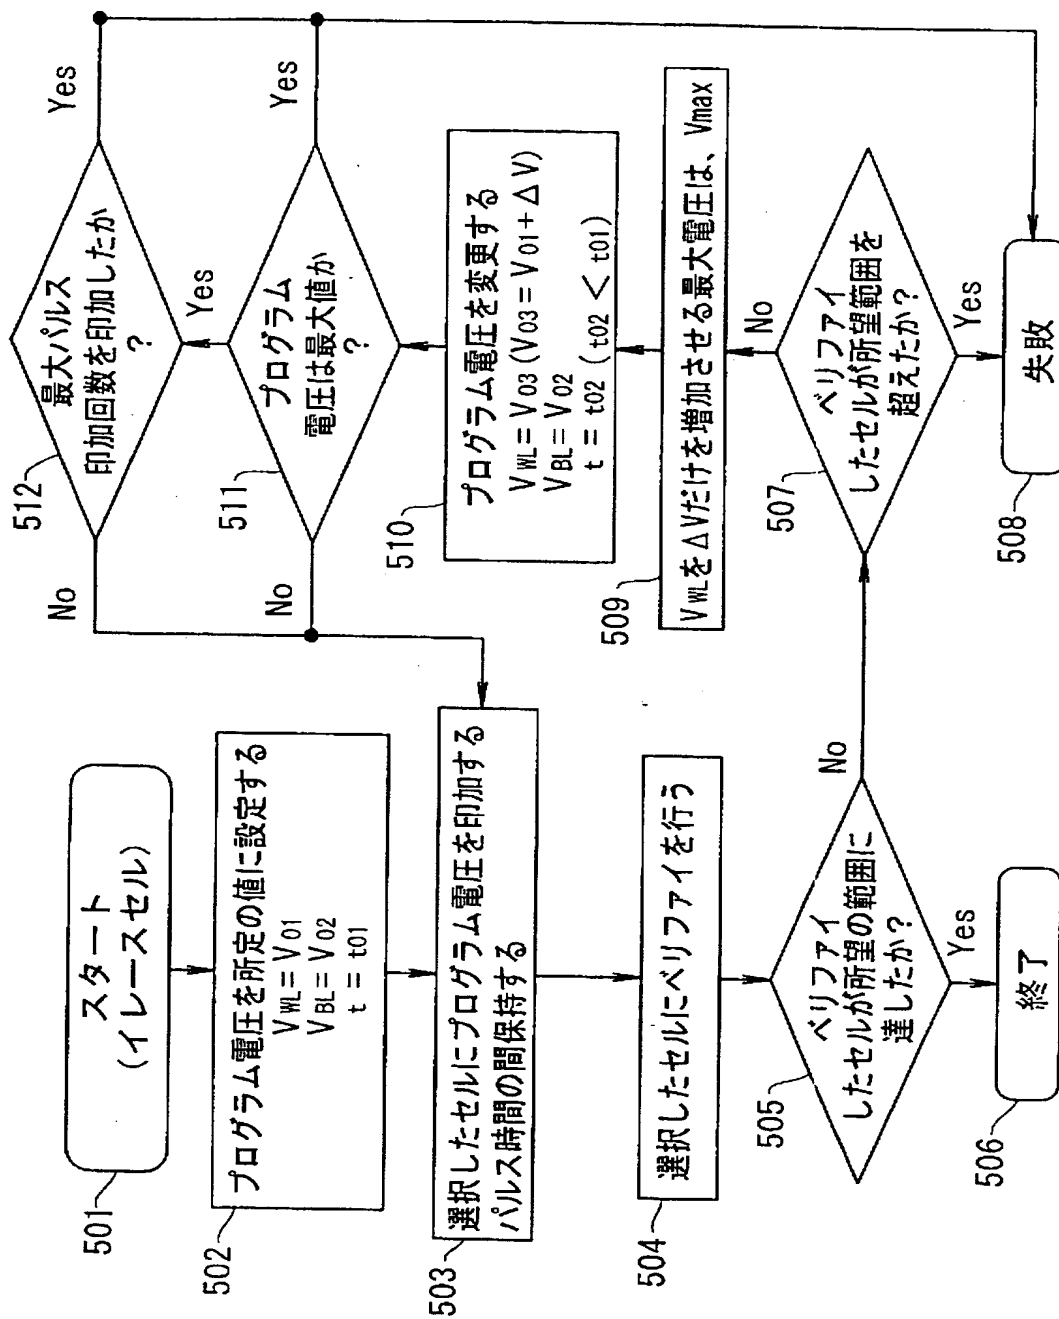 501
スタート
(イレースセル)
502
プログラム電圧を所定の値に設定する
VWL = V01
VBL = V02
t = t01
503
選択したセルにプログラム電圧を印加する
パルス時間の間保持する
504
選択したセルにベリファイを行う
505
ベリファイ
したセルが所望の範囲に
達したか?
No
Yes
506
終了
507
ベリファイ
したセルが所望範囲を
超えたか?
No
Yes
508
失敗
509
VWLをΔVだけを増加させる最大電圧は、Vmax
510
プログラム電圧を変更する
VWL = V03 (V03 = V01 + ΔV)
VBL = V02
t = t02 (t02 < t01)
511
プログラム
電圧は最大値か
?
No
Yes
Yes
512
最大パルス
印加回数を印加したか
?
No
Yes